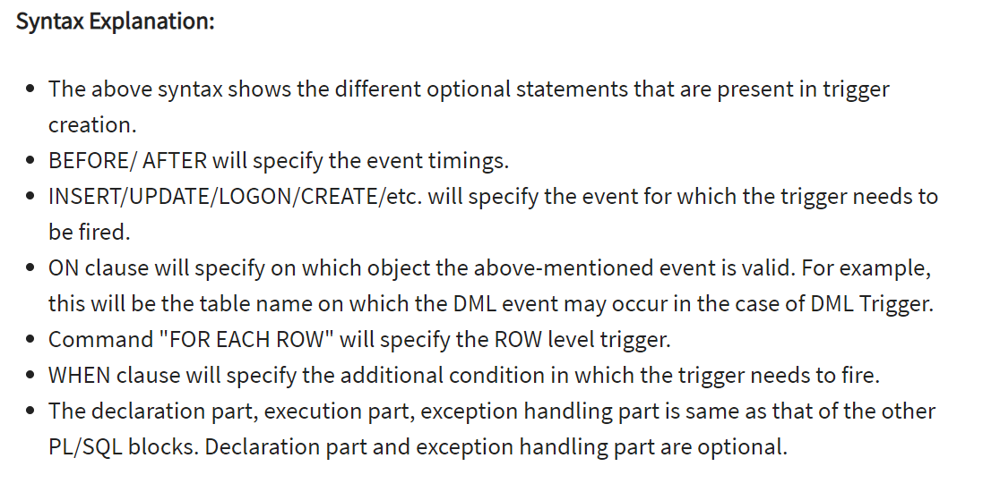 Syntax Explanation:
• The above syntax shows the different optional statements that are present in trigger
creation.
• BEFORE/ AFTER will specify the event timings.
• INSERT/UPDATE/LOGON/CREATE/etc. will specify the event for which the trigger needs to
be fired.
• ON clause will specify on which object the above-mentioned event is valid. For example,
this will be the table name on which the DML event may occur in the case of DML Trigger.
• Command "FOR EACH ROW" will specify the ROW level trigger.
• WHEN clause will specify the additional condition in which the trigger needs to fire.
• The declaration part, execution part, exception handling part is same as that of the other
PL/SQL blocks. Declaration part and exception handling part are optional.